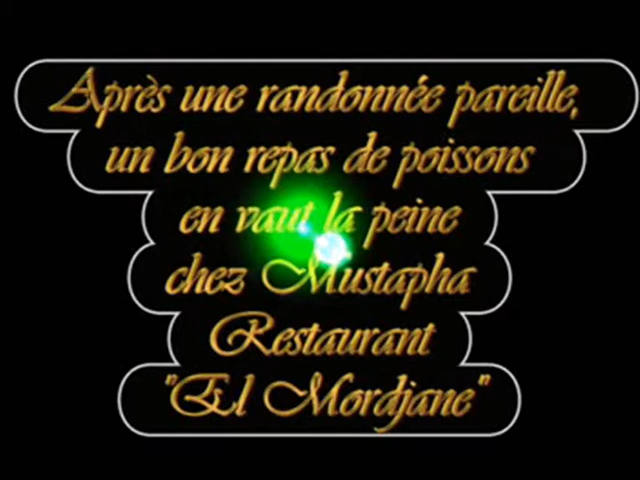 Après une randonnée pareille,
un bon repas de poissons
en vaut la peine
chez Mustapha
Restaurant
"El Mordjane"